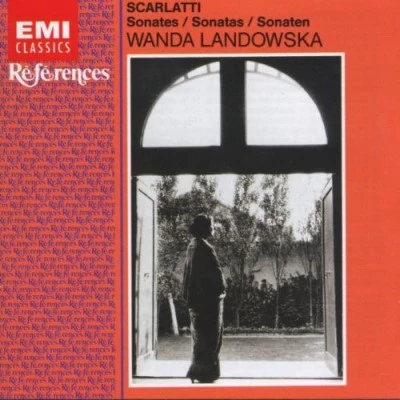 EMI
CLASSICS
Références
SCARLATTI
Sonates / Sonatas / Sonaten
WANDA LANDOWSKA